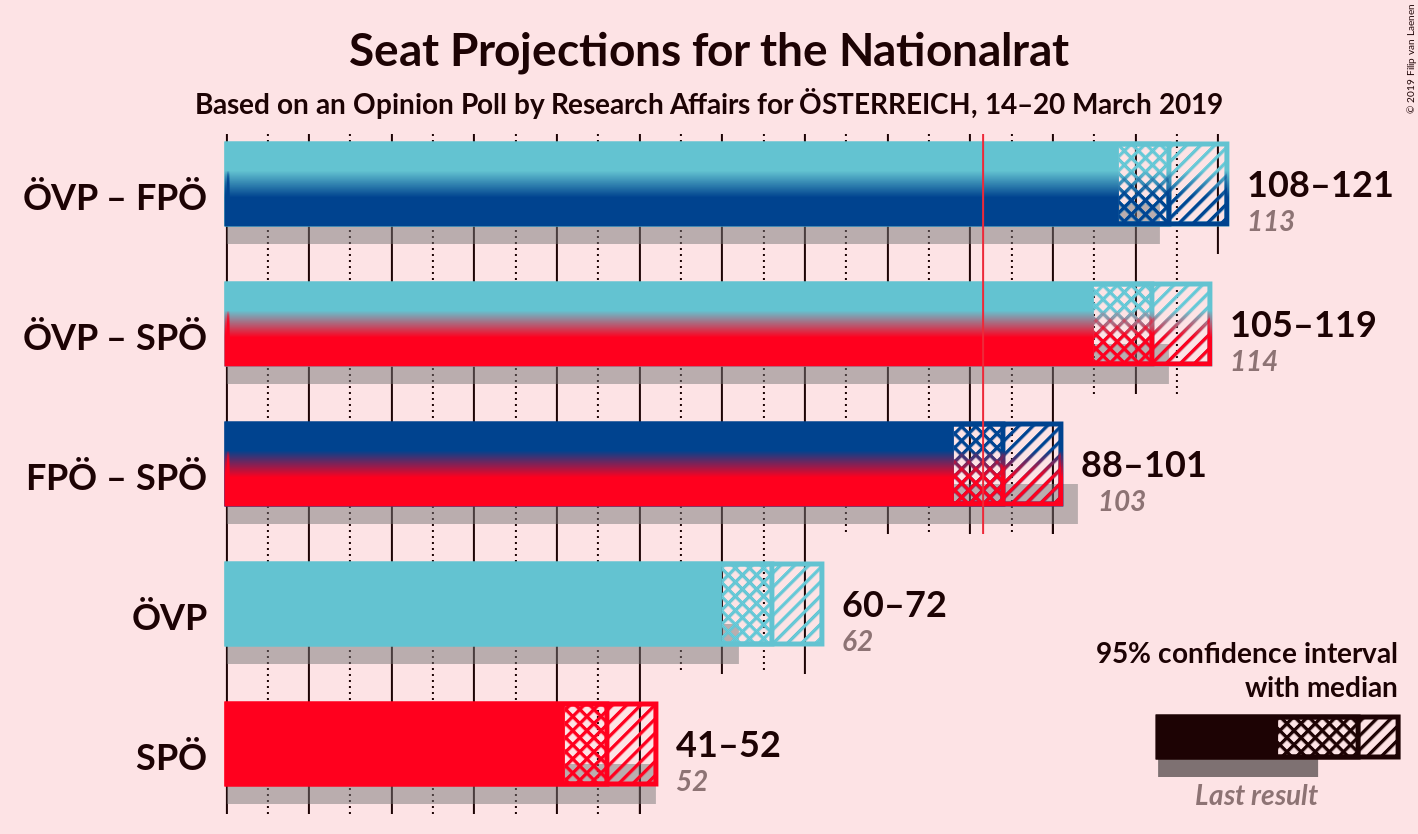 Seat Projections for the Nationalrat
Based on an Opinion Poll by Research Affairs for ÖSTERREICH, 14–20 March 2019
© 2019 Filip van Laenen
ÖVP – FPÖ
108–121
113
ÖVP – SPÖ
105–119
114
FPÖ – SPÖ
88–101
103
ÖVP
60–72
62
SPÖ
41–52
52
95% confidence interval
with median
Last result